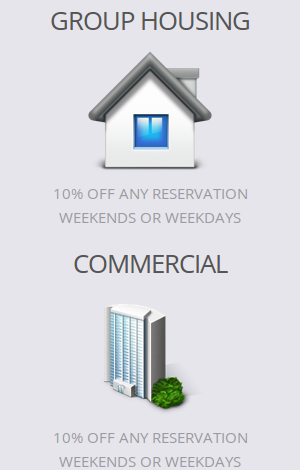 GROUP HOUSING
10% OFF ANY RESERVATION
WEEKENDS OR WEEKDAYS
COMMERCIAL
10% OFF ANY RESERVATION
WEEKENDS OR WEEKDAYS